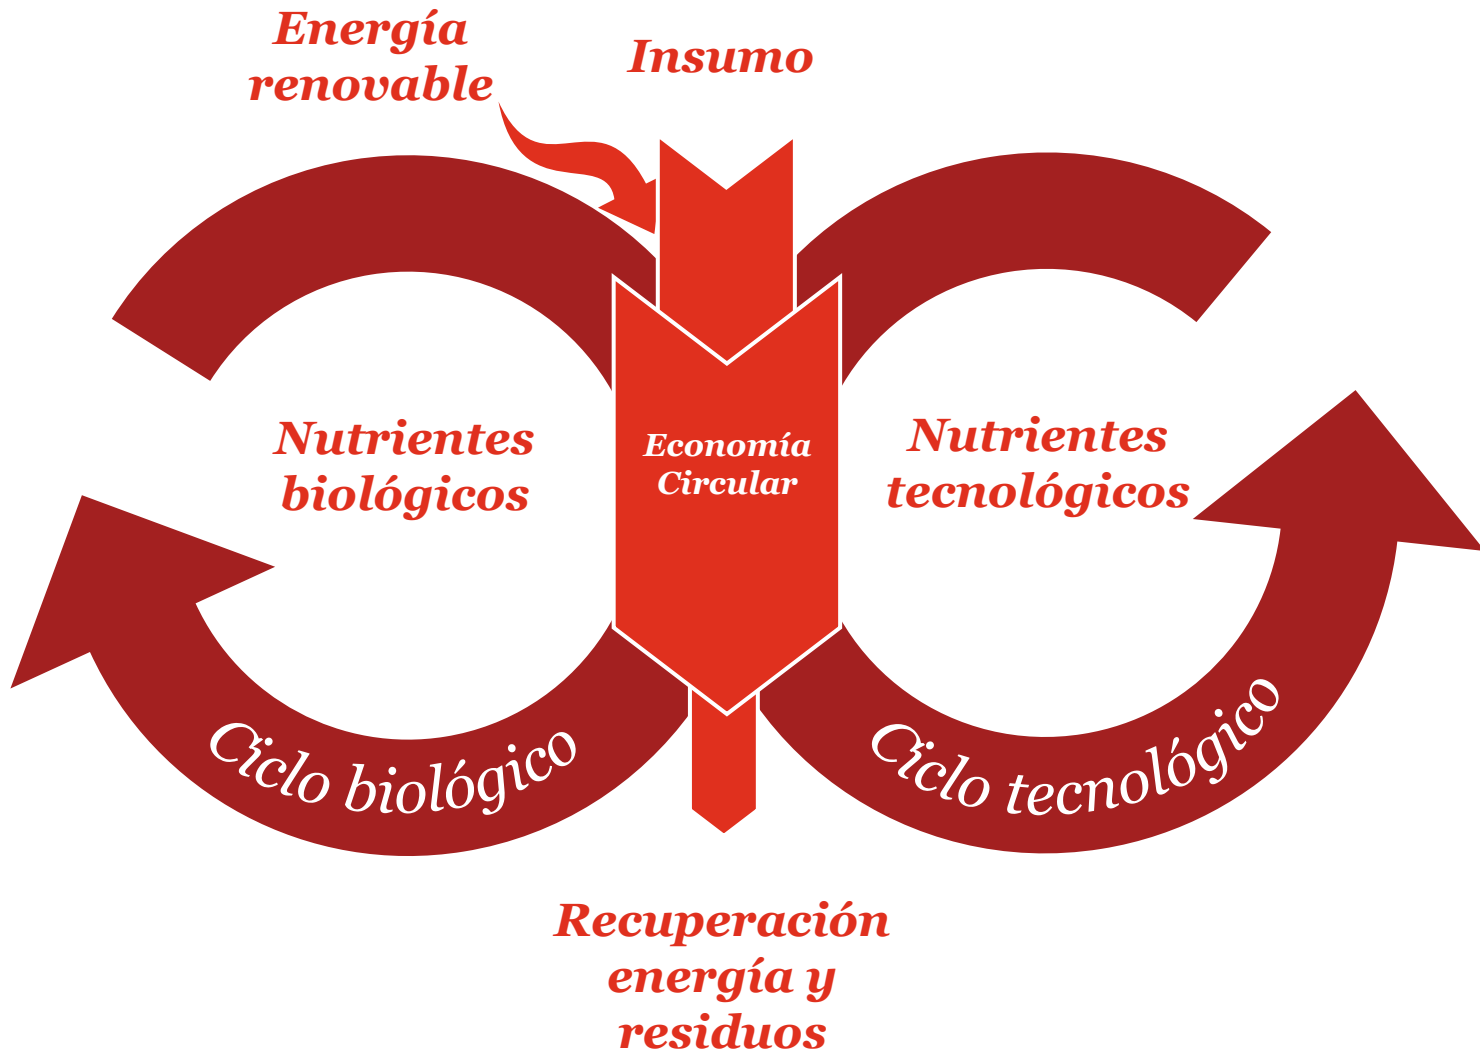 Energía
renovable
Insumo
Nutrientes
biológicos
Economía
Circular
Nutrientes
tecnológicos
Ciclo biológico
Ciclo tecnológico
Recuperación
energía y
residuos